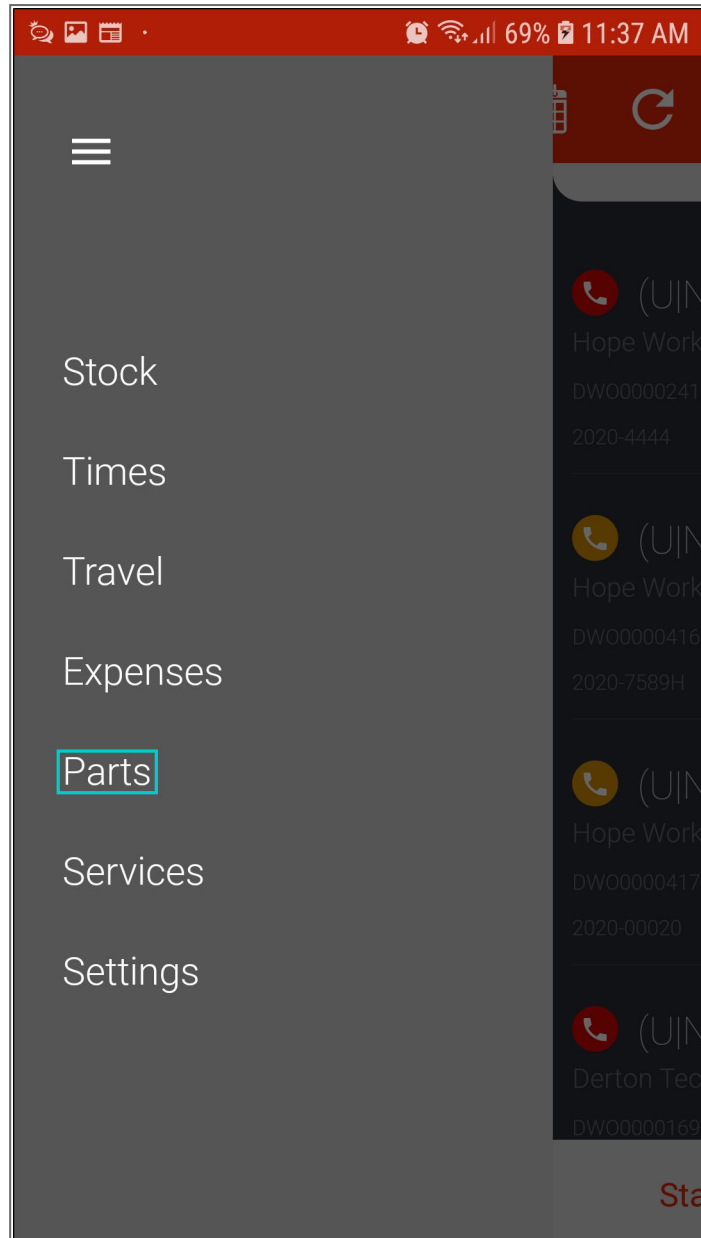 69% 11:37 AM
Stock
Times
Travel
Expenses
Parts
Services
Settings
(U|N
Hope Work
DWO0000241
2020-4444
(U|N
Hope Work
DWO0000416
2020-7589H
(U|N
Hope Work
DWO0000417
2020-00020
(U|N
Derton Tec
DWO0000169
Sta